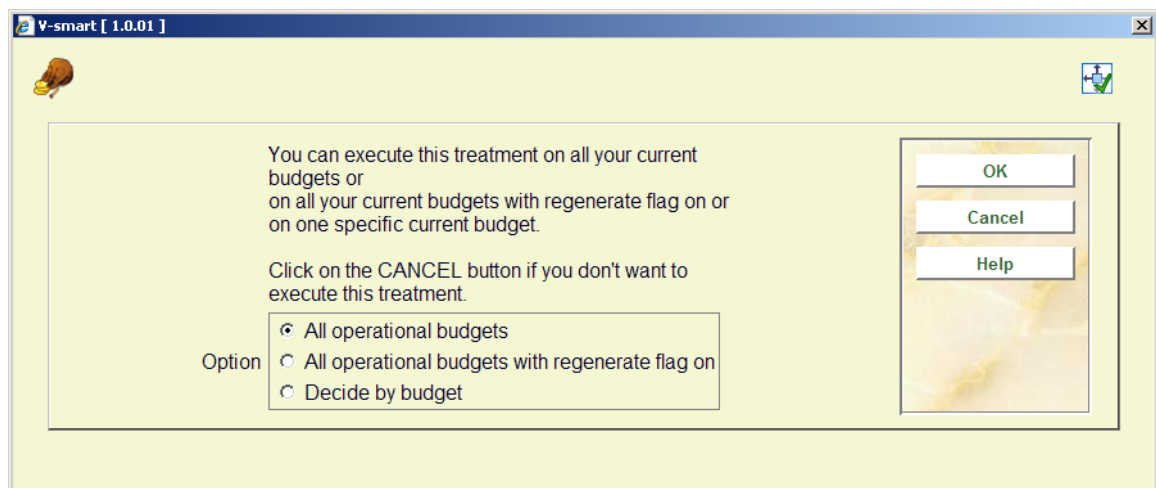 V-smart [ 1.0.01 ]
You can execute this treatment on all your current
budgets or
on all your current budgets with regenerate flag on or
on one specific current budget.
Click on the CANCEL button if you don't want to
execute this treatment.
Option
All operational budgets
All operational budgets with regenerate flag on
Decide by budget
OK
Cancel
Help